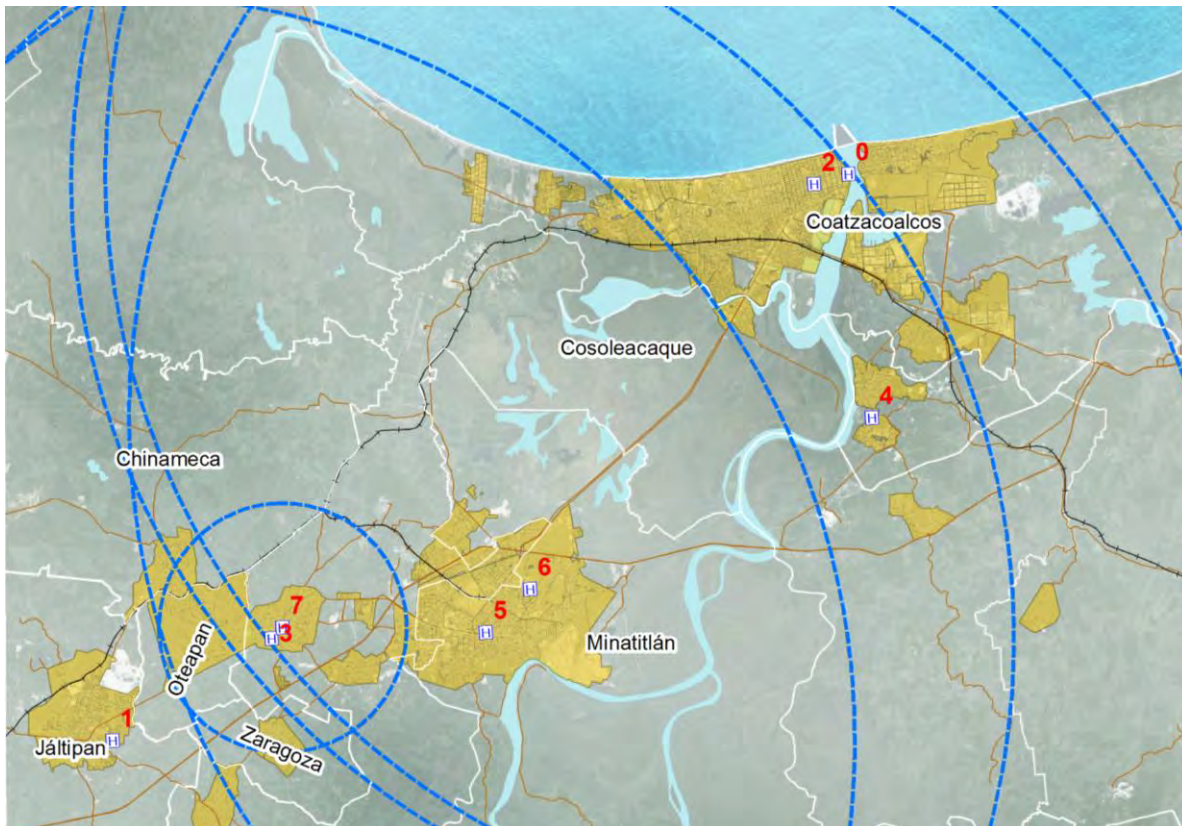 0
2
H
H
Coatzacoalcos
Cosoleacaque
4
H
Chinameca
6
H
7
5
H
3
H
H
Minatitlán
Oteapan
1
Zaragoza
H
Jáltipan